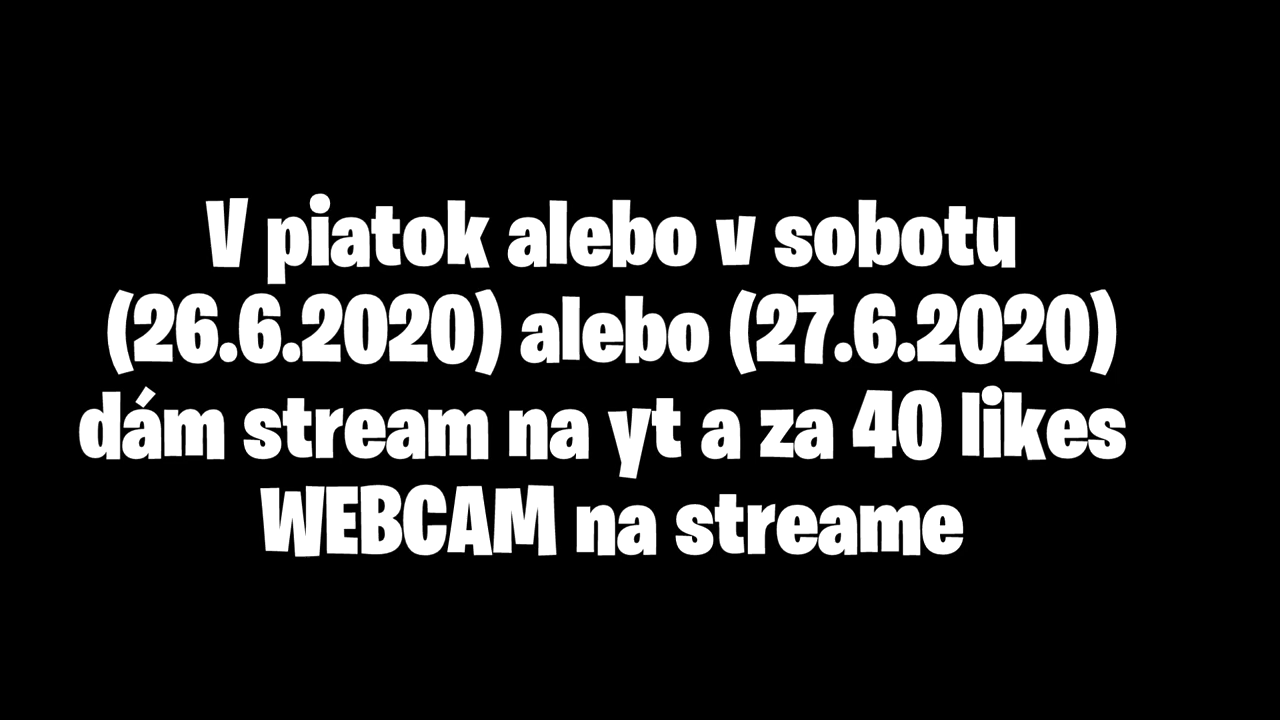 V piatok alebo v sobotu
(26.6.2020) alebo (27.6.2020)
dám stream na yt a za 40 likes
WEBCAM na streame